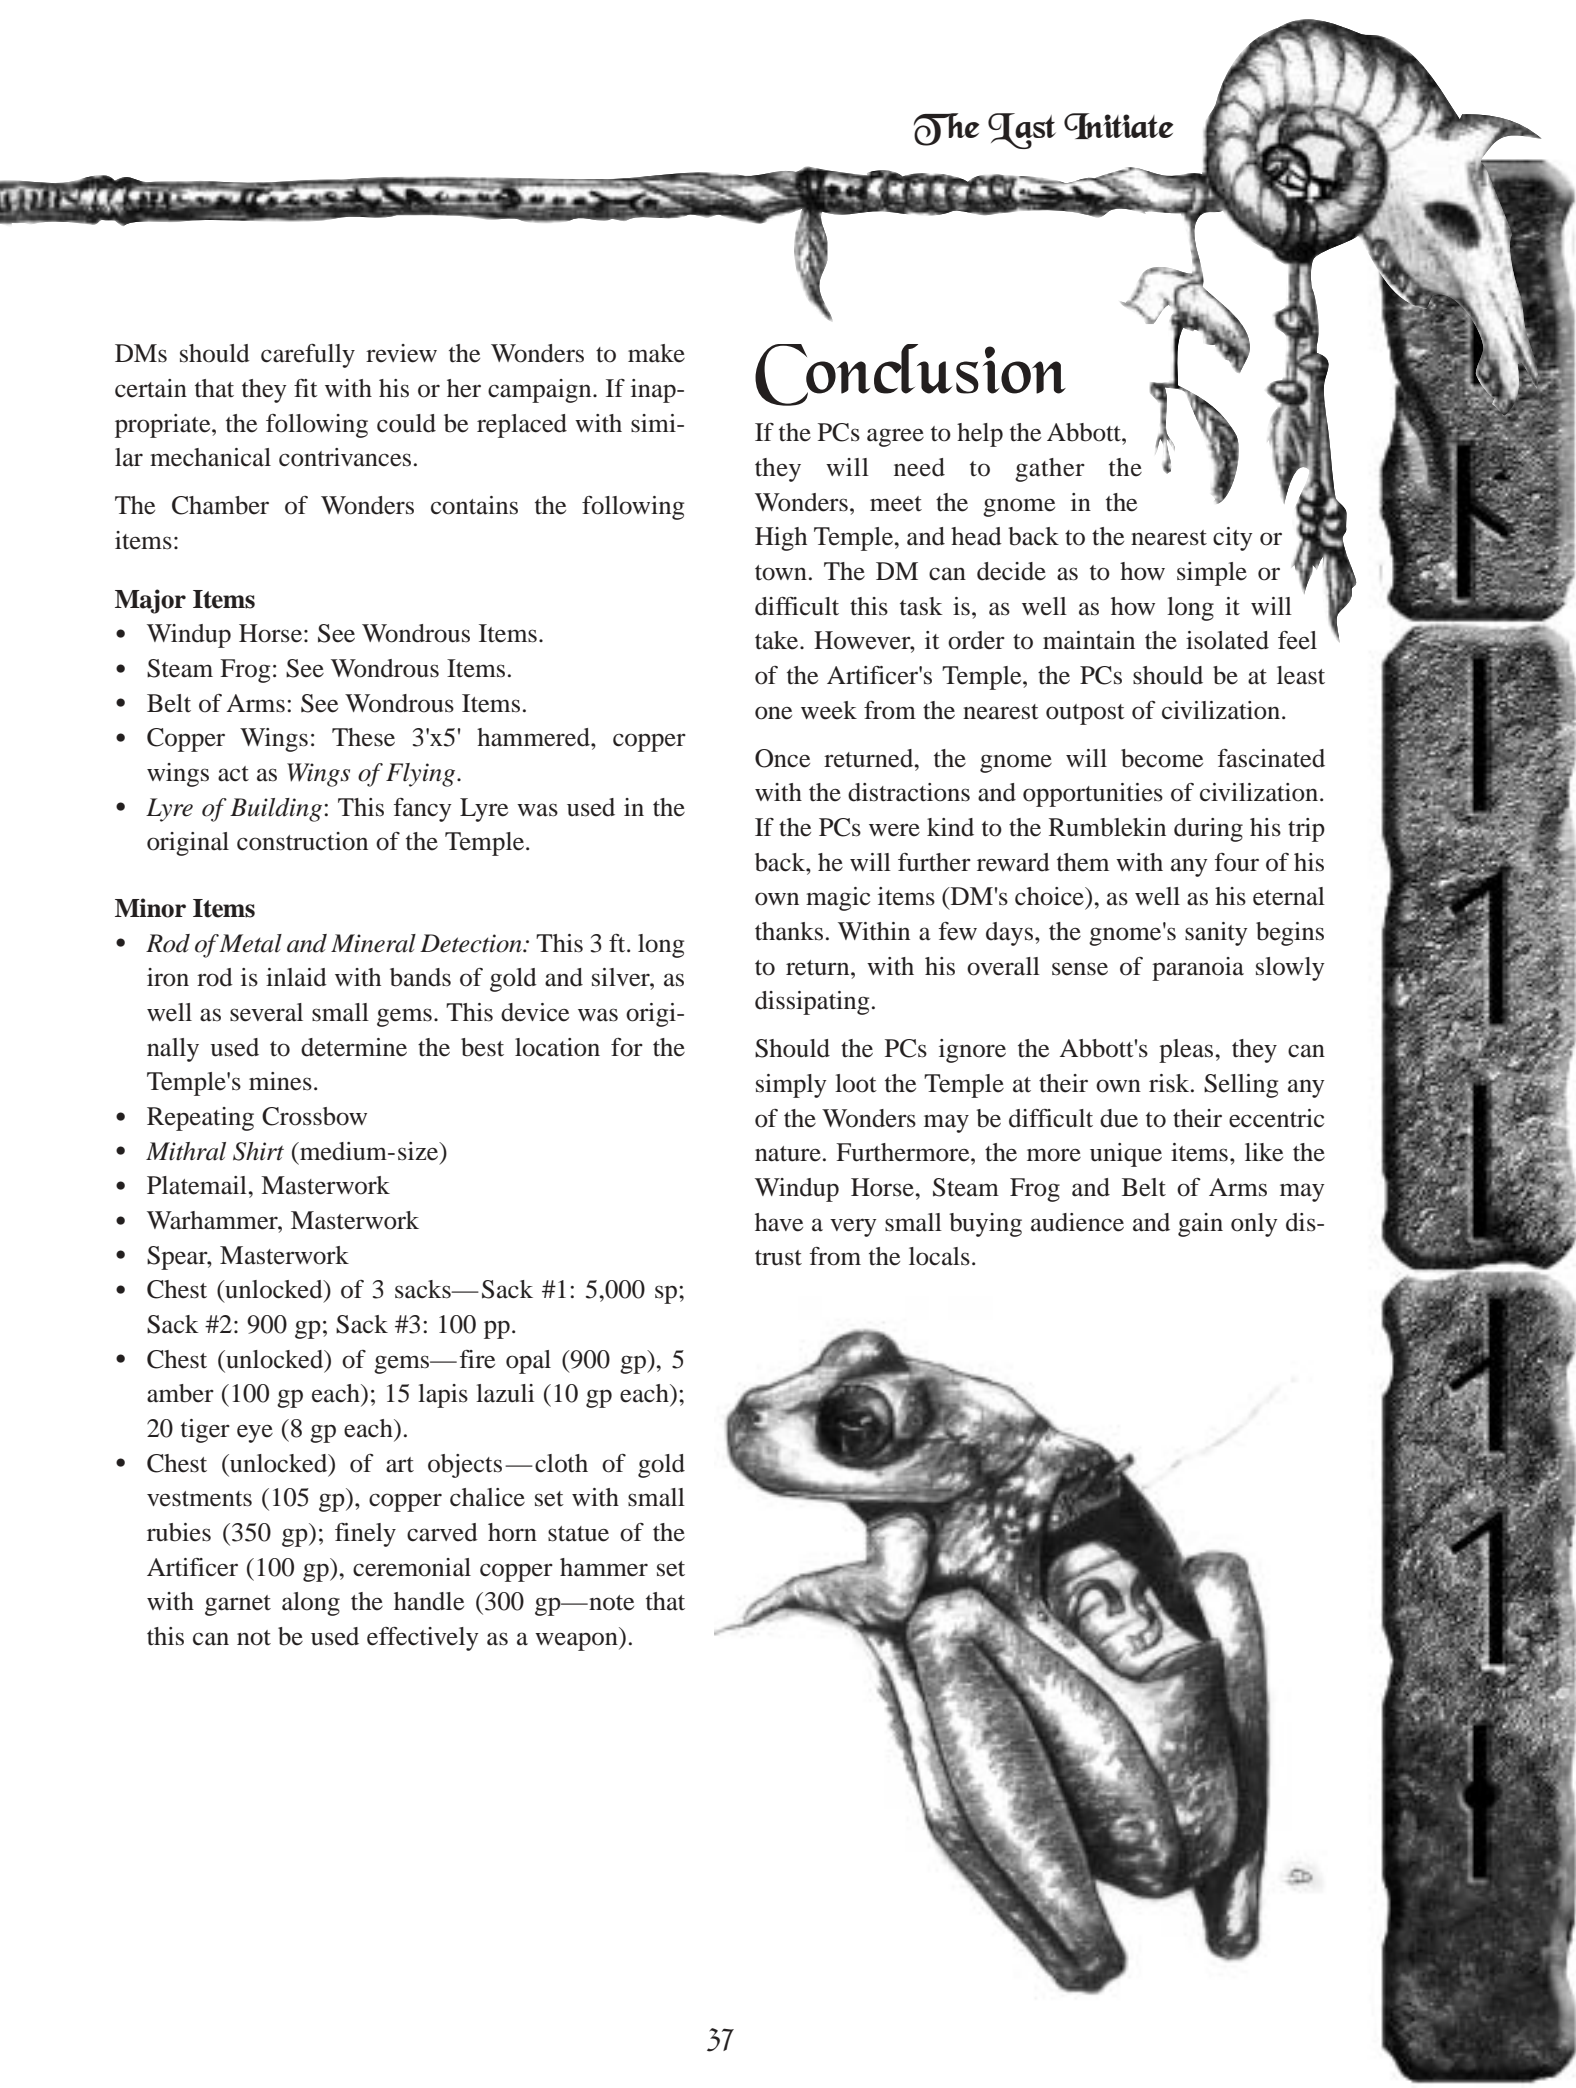 The Last Initiate
DMs should carefully review the Wonders to make
certain that they fit with his or her campaign. If inap-
propriate, the following could be replaced with simi-
lar mechanical contrivances.
The Chamber of Wonders contains the following
items:
Major Items
• Windup Horse: See Wondrous Items.
• Steam Frog: See Wondrous Items.
• Belt of Arms: See Wondrous Items.
• Copper Wings: These 3'x5' hammered, copper
wings act as Wings of Flying.
• Lyre of Building: This fancy Lyre was used in the
original construction of the Temple.
Minor Items
• Rod of Metal and Mineral Detection: This 3 ft. long
iron rod is inlaid with bands of gold and silver, as
well as several small gems. This device was origi-
nally used to determine the best location for the
Temple's mines.
• Repeating Crossbow
• Mithral Shirt (medium-size)
• Platemail, Masterwork
• Warhammer, Masterwork
• Spear, Masterwork
• Chest (unlocked) of 3 sacks—Sack #1: 5,000 sp;
Sack #2: 900 gp; Sack #3: 100 pp.
• Chest (unlocked) of gems—fire opal (900 gp), 5
amber (100 gp each); 15 lapis lazuli (10 gp each);
20 tiger eye (8 gp each).
• Chest (unlocked) of art objects—cloth of gold
vestments (105 gp), copper chalice set with small
rubies (350 gp); finely carved horn statue of the
Artificer (100 gp), ceremonial copper hammer set
with garnet along the handle (300 gp—note that
this can not be used effectively as a weapon).
Conclusion
If the PCs agree to help the Abbott,
they will need to gather the
Wonders, meet the gnome in the
High Temple, and head back to the nearest city or
town. The DM can decide as to how simple or
difficult this task is, as well as how long it will
take. However, it order to maintain the isolated feel
of the Artificer's Temple, the PCs should be at least
one week from the nearest outpost of civilization.
Once returned, the gnome will become fascinated
with the distractions and opportunities of civilization.
If the PCs were kind to the Rumblekin during his trip
back, he will further reward them with any four of his
own magic items (DM's choice), as well as his eternal
thanks. Within a few days, the gnome's sanity begins
to return, with his overall sense of paranoia slowly
dissipating.
Should the PCs ignore the Abbott's pleas, they can
simply loot the Temple at their own risk. Selling any
of the Wonders may be difficult due to their eccentric
nature. Furthermore, the more unique items, like the
Windup Horse, Steam Frog and Belt of Arms may
have a very small buying audience and gain only dis-
trust from the locals.
37